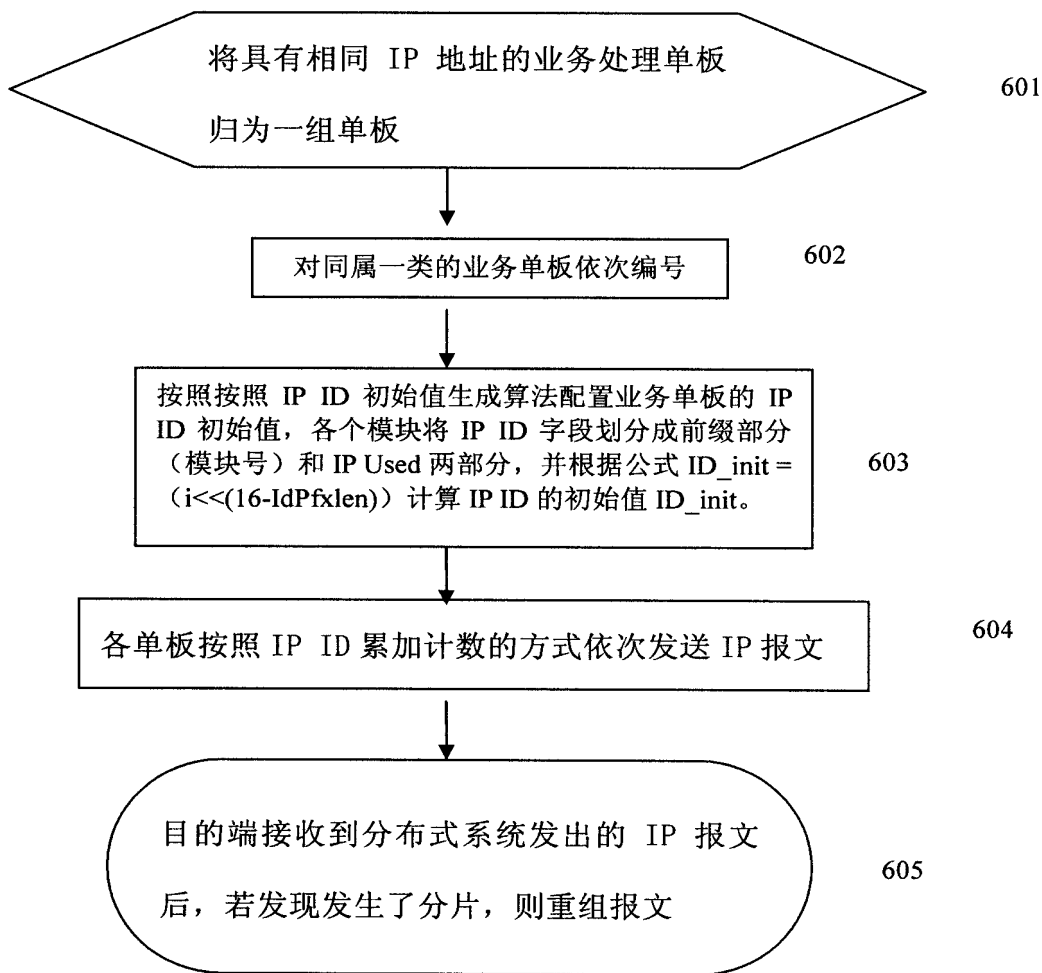 将具有相同 IP 地址的业务处理单板
归为一组单板
601
对同属一类的业务单板依次编号
602
按照按照 IP ID 初始值生成算法配置业务单板的 IP
ID 初始值，各个模块将 IP ID 字段划分成前缀部分
（模块号）和 IP Used 两部分，并根据公式 ID_init =
（i<<(16-IdPfxlen)）计算 IP ID 的初始值 ID_init。
603
各单板按照 IP ID 累加计数的方式依次发送 IP 报文
604
目的端接收到分布式系统发出的 IP 报文
后，若发现发生了分片，则重组报文
605